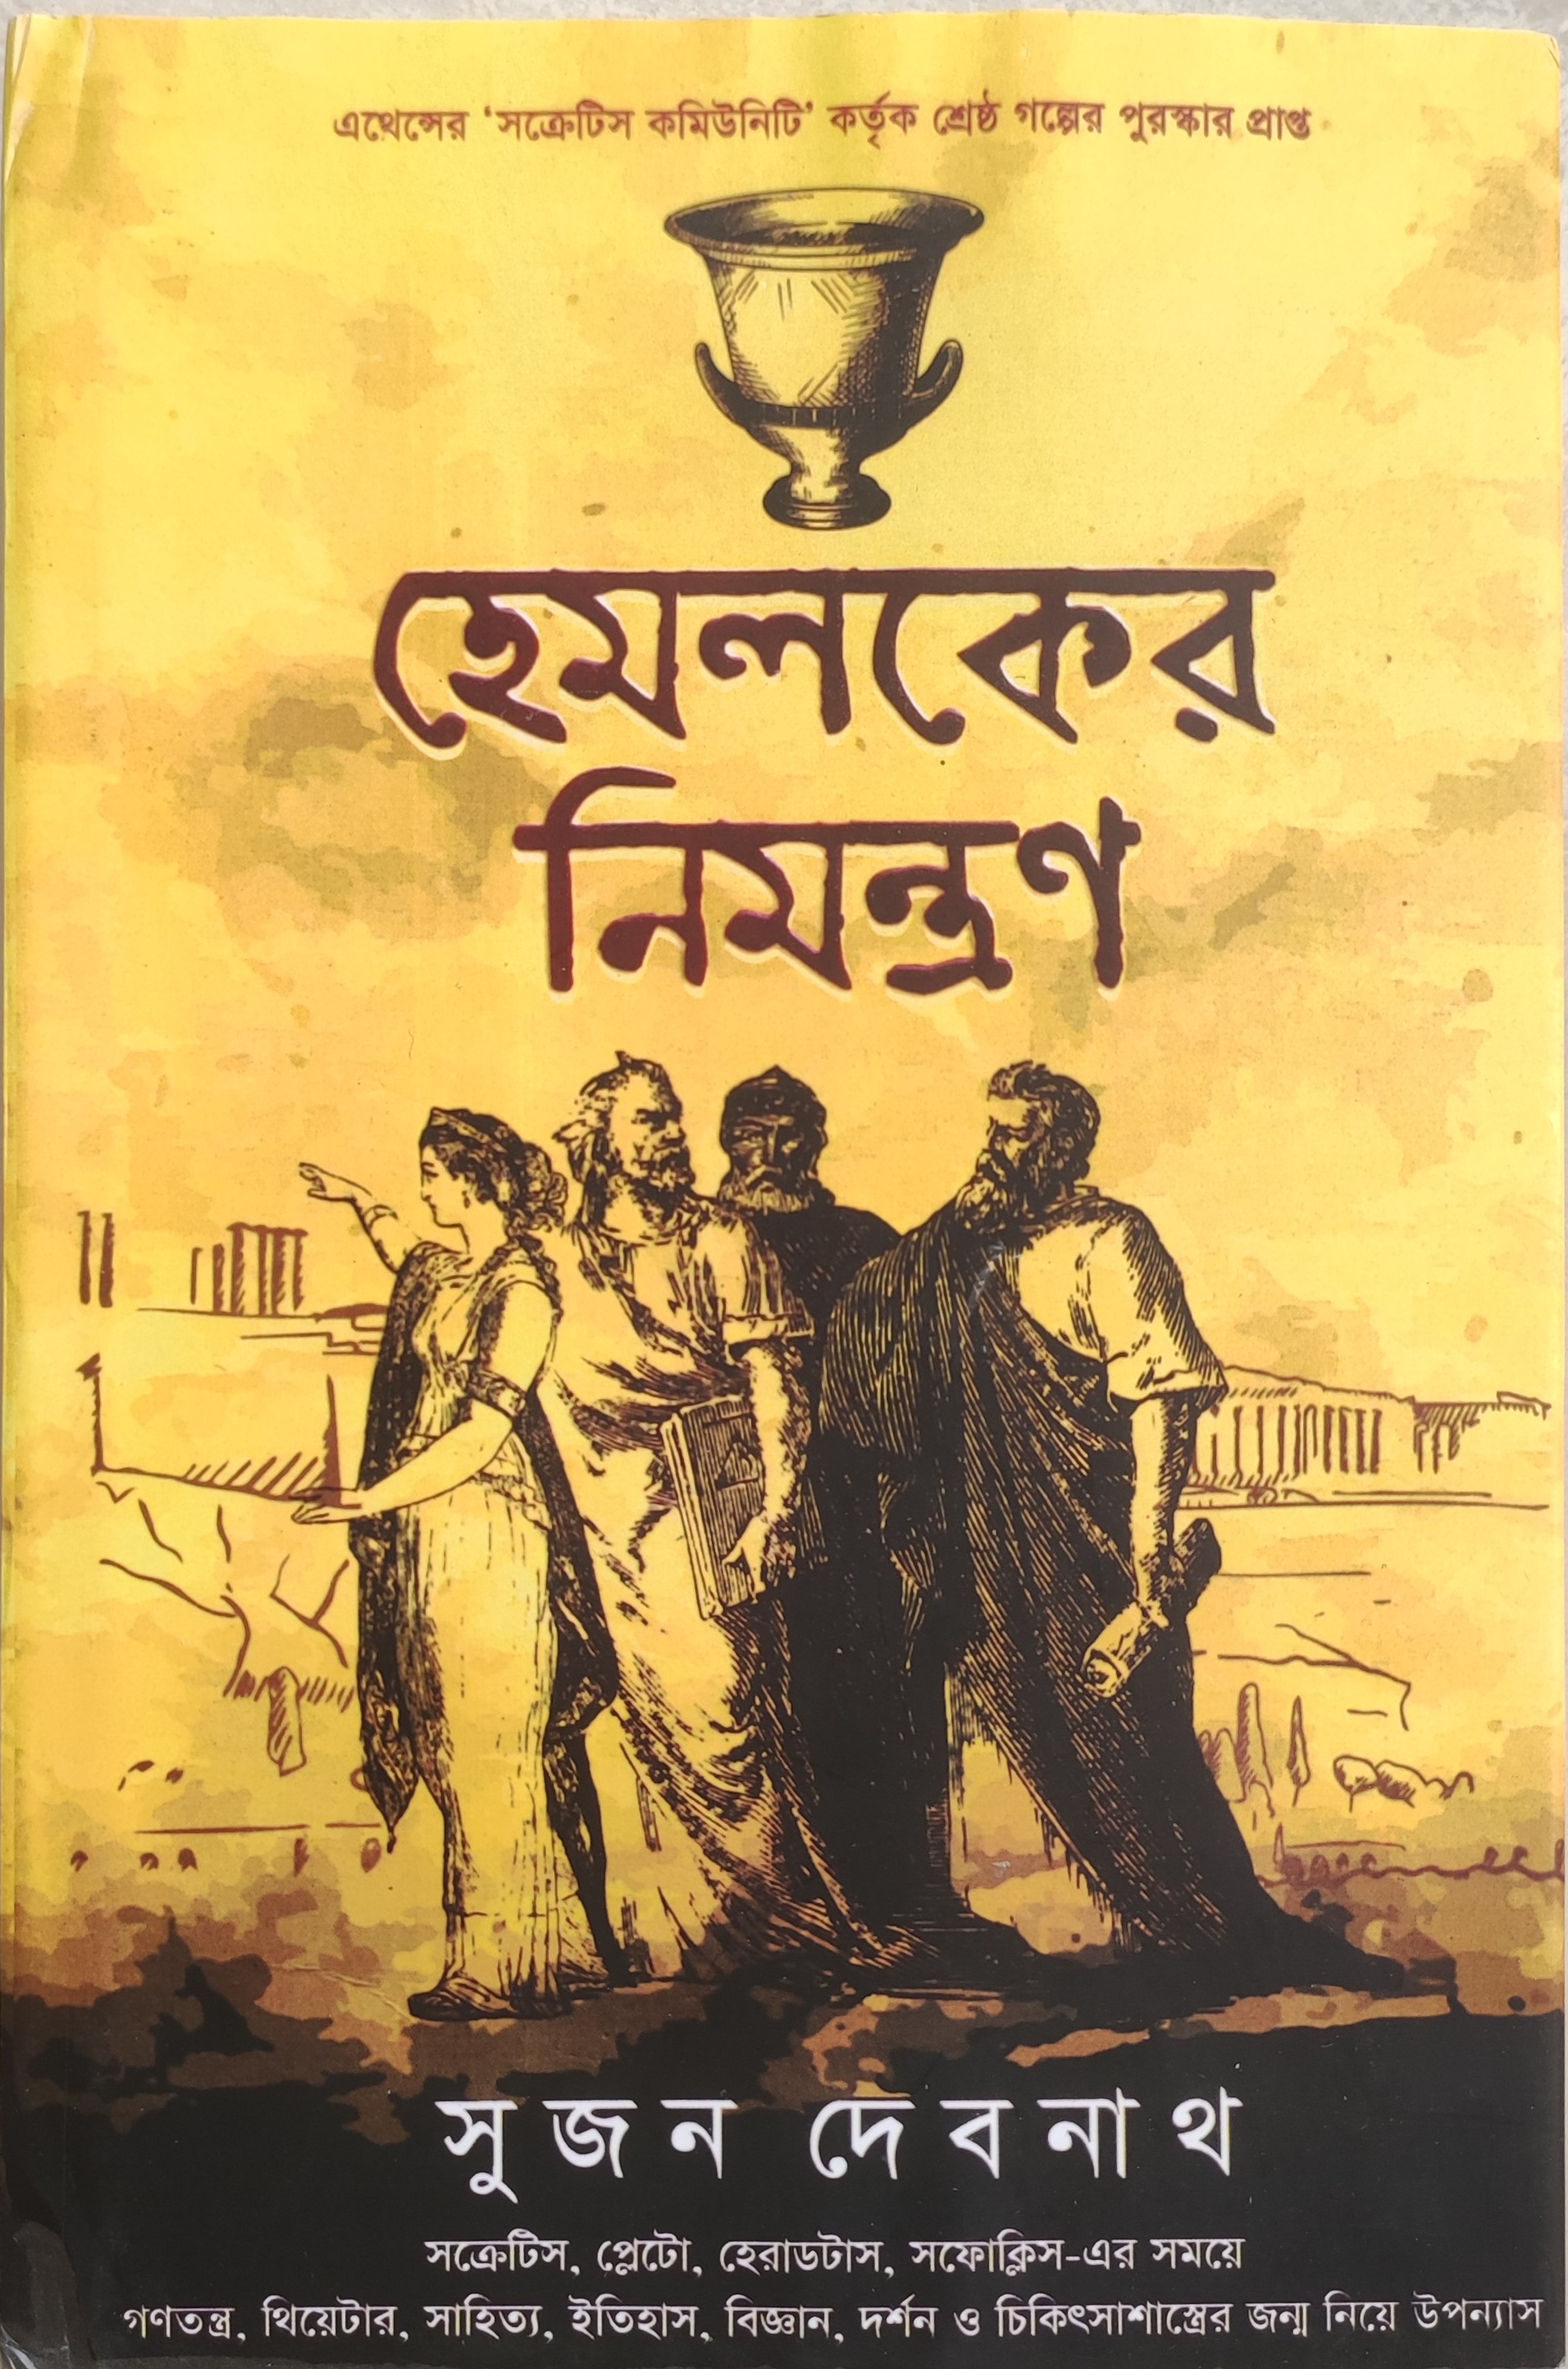 এথেন্সের ‘সক্রেটিস কমিউনিটি’ কর্তৃক শ্রেষ্ঠ গল্পের পুরস্কার প্রাপ্ত
হেমলকের
নিমন্ত্রণ
সুজন দেবনাথ
সক্রেটিস, প্লেটো, হেরাডটাস, সফোক্লিস-এর সময়ে
গণতন্ত্র, থিয়েটার, সাহিত্য, ইতিহাস, বিজ্ঞান, দর্শন ও চিকিৎসাশাস্ত্রের জন্ম নিয়ে উপন্যাস